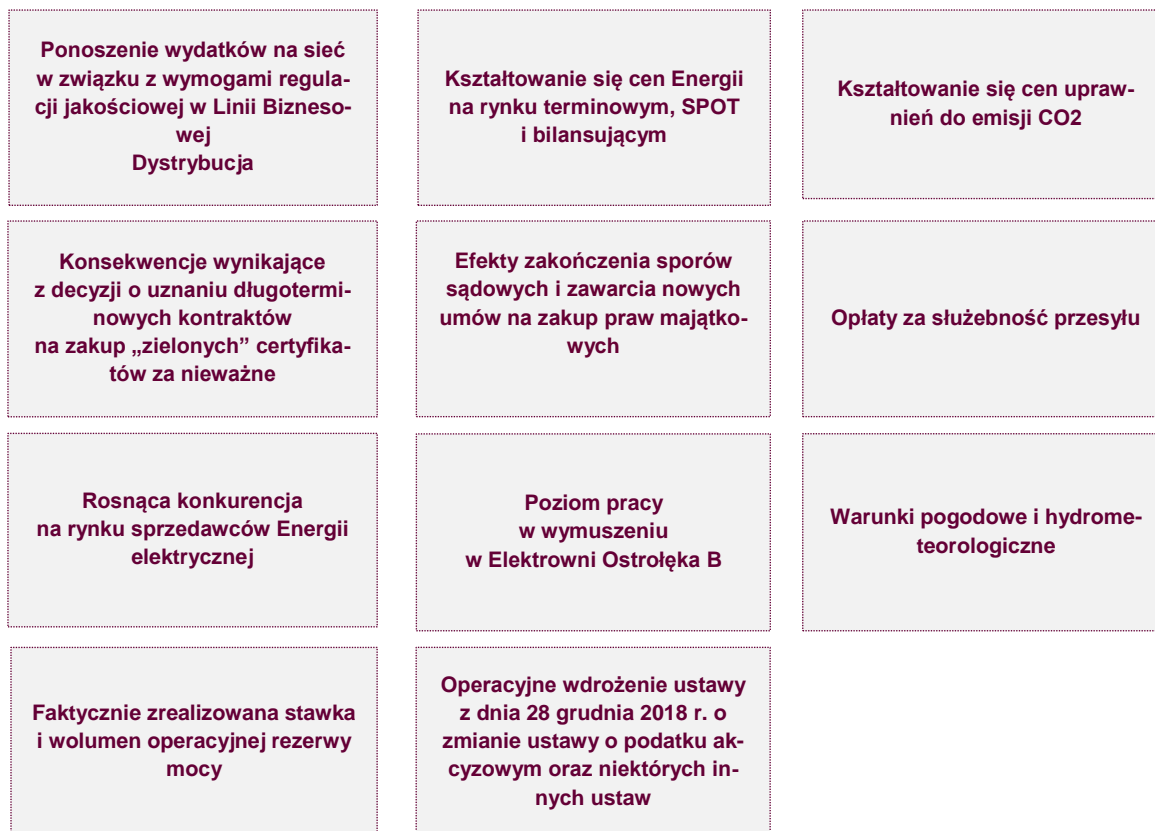 Ponoszenie wydatków na sieć
w związku z wymogami regula-
cji jakościowej w Linii Bizneso-
wej
Dystrybucja
Kształtowanie się cen Energii
na rynku terminowym, SPOT
i bilansującym
Kształtowanie się cen upraw-
nień do emisji CO2
Konsekwencje wynikające
z decyzji o uznaniu długotermi-
nowych kontraktów
na zakup „zielonych” certyfika-
tów za nieważne
Efekty zakończenia sporów
sądowych i zawarcia nowych
umów na zakup praw majątko-
wych
Opłaty za służebność przesyłu
Rosnąca konkurencja
na rynku sprzedawców Energii
elektrycznej
Poziom pracy
w wymuszeniu
w Elektrowni Ostrołęka B
Warunki pogodowe i hydrome-
teorologiczne
Faktycznie zrealizowana stawka
i wolumen operacyjnej rezerwy
mocy
Operacyjne wdrożenie ustawy
z dnia 28 grudnia 2018 r. o
zmianie ustawy o podatku ak-
cyzowym oraz niektórych in-
nych ustaw